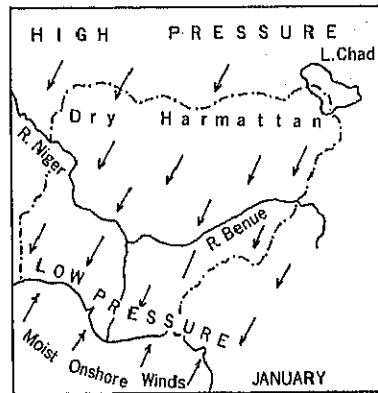 HIGH PRESSURE
L. Chad
Dry Harmattan
R. Niger
R. Benue
LOW PRESSURE
Moist Onshore Winds
JANUARY